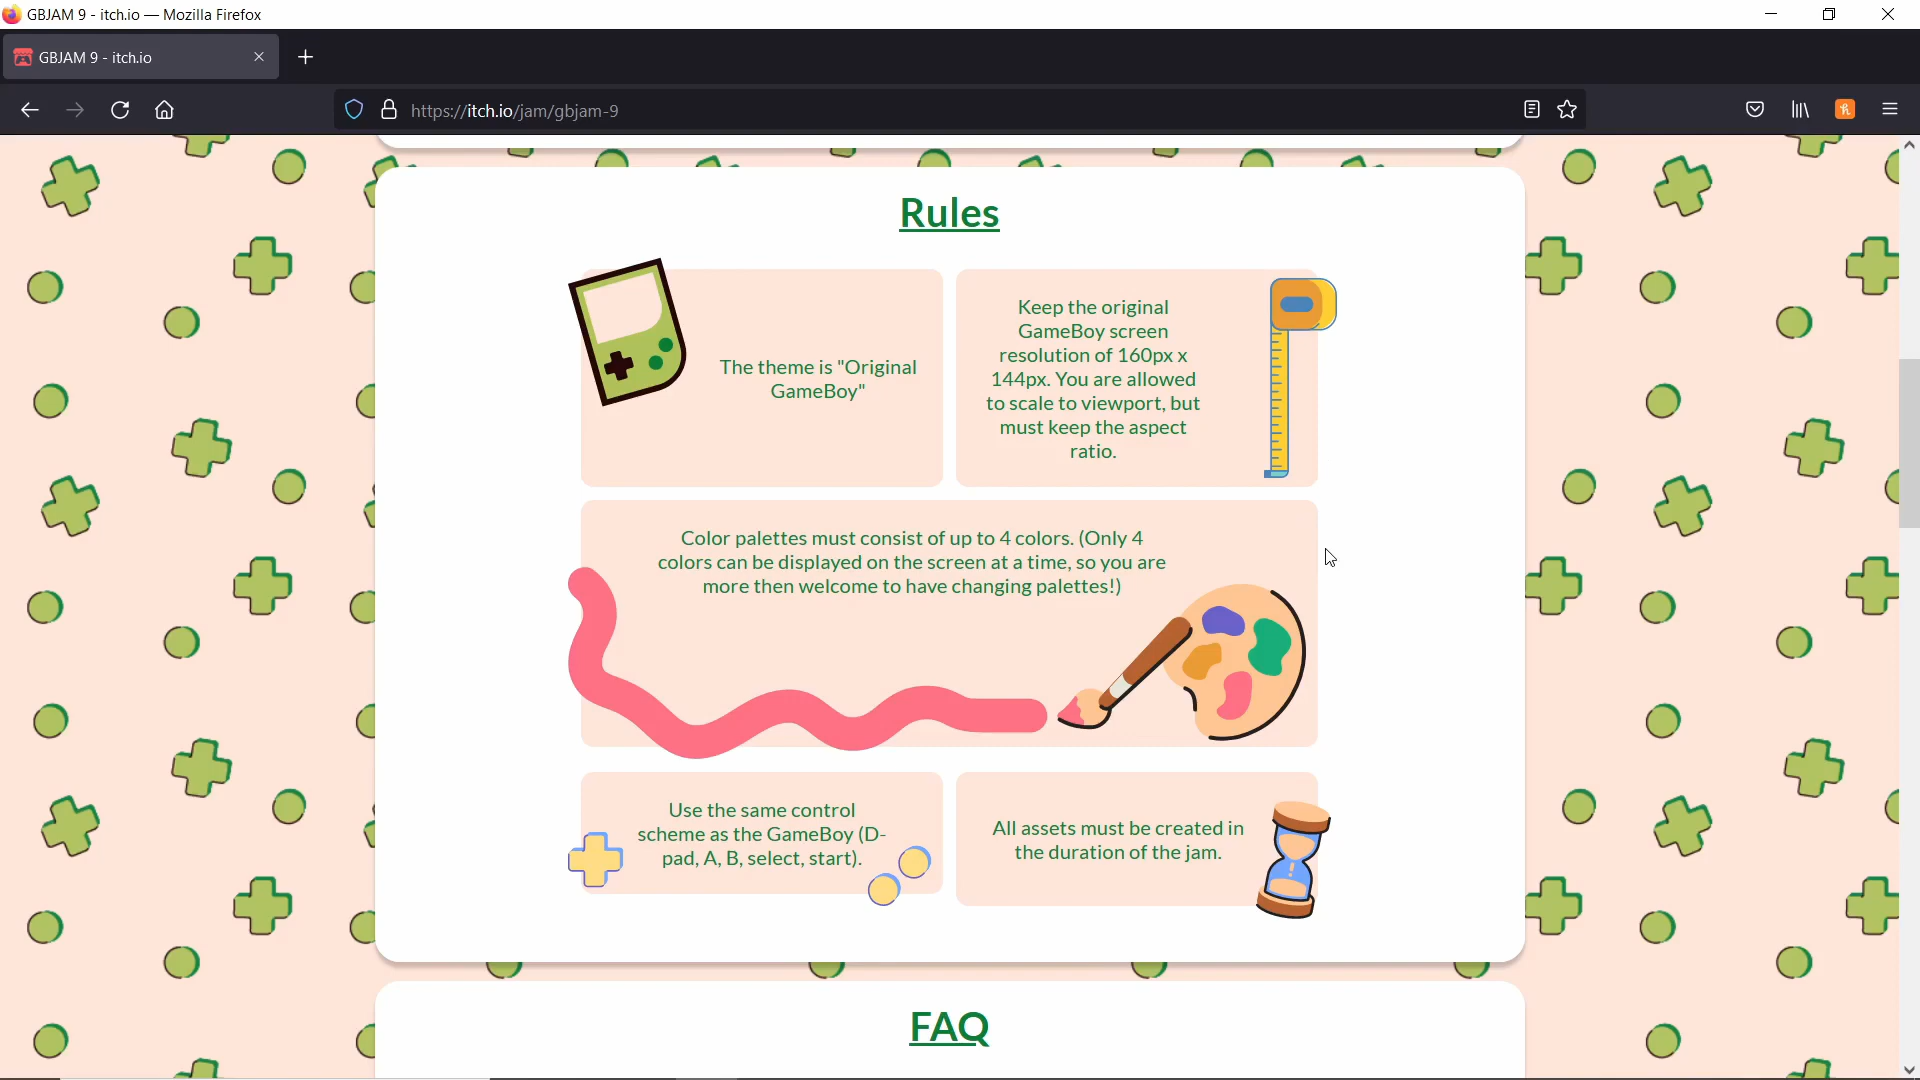 GBJAM 9 - itch.io — Mozilla Firefox
GBJAM 9 - itch.io
https://itch.io/jam/gbjam-9
Rules
The theme is "Original
GameBoy"
Keep the original
GameBoy screen
resolution of 160px x
144px. You are allowed
to scale to viewport, but
must keep the aspect
ratio.
Color palettes must consist of up to 4 colors. (Only 4
colors can be displayed on the screen at a time, so you are
more then welcome to have changing palettes!)
Use the same control
scheme as the GameBoy (D-
pad, A, B, select, start).
All assets must be created in
the duration of the jam.
FAQ